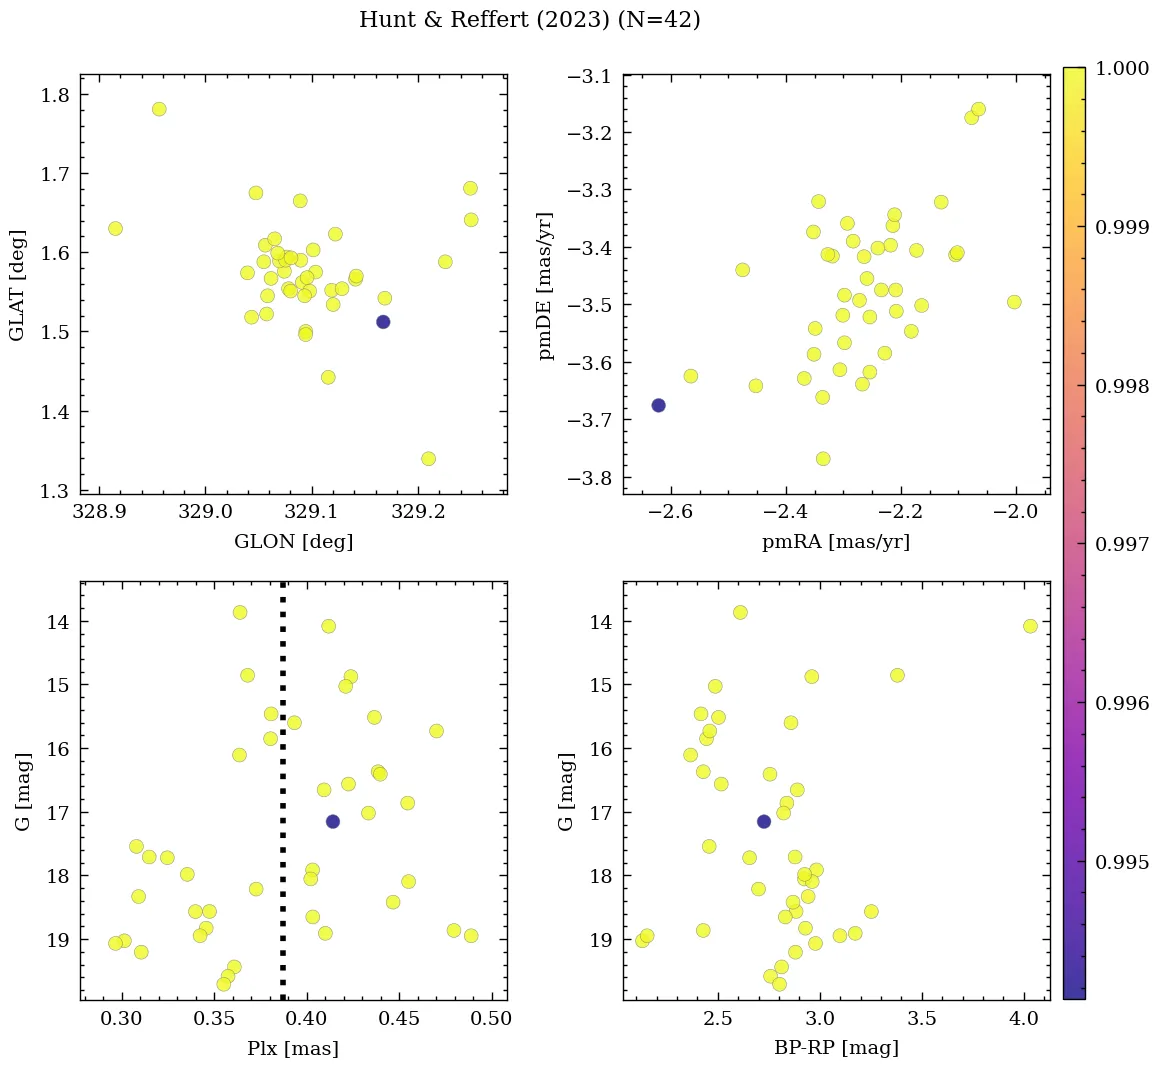 Hunt & Reffert (2023) (N=42)
1.8
1.7
1.6
1.5
1.4
1.3
GLAT [deg]
328.9 329.0 329.1 329.2
GLON [deg]
−3.1
−3.2
−3.3
−3.4
−3.5
−3.6
−3.7
−3.8
pmDE [mas/yr]
−2.6 −2.4 −2.2 −2.0
pmRA [mas/yr]
14
15
16
17
18
19
G [mag]
0.30 0.35 0.40 0.45 0.50
Plx [mas]
14
15
16
17
18
19
G [mag]
2.5 3.0 3.5 4.0
BP-RP [mag]
1.000
0.999
0.998
0.997
0.996
0.995